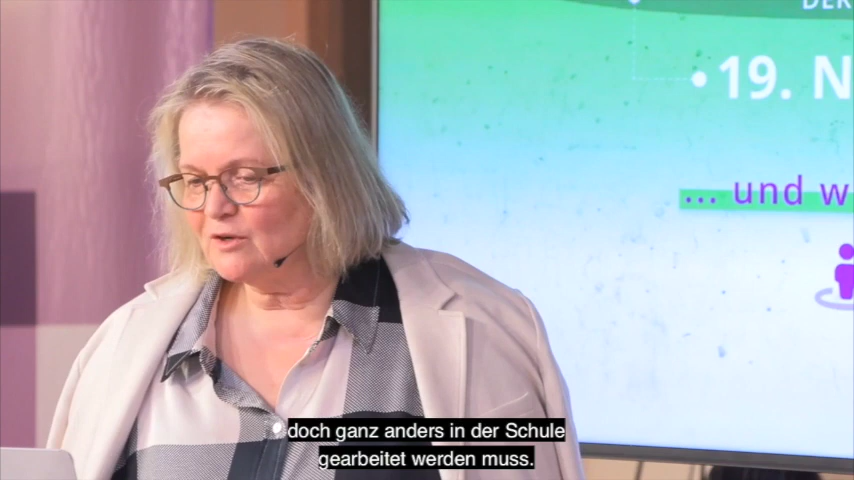 DER
19. N
... und w
doch ganz anders in der Schule
gearbeitet werden muss.